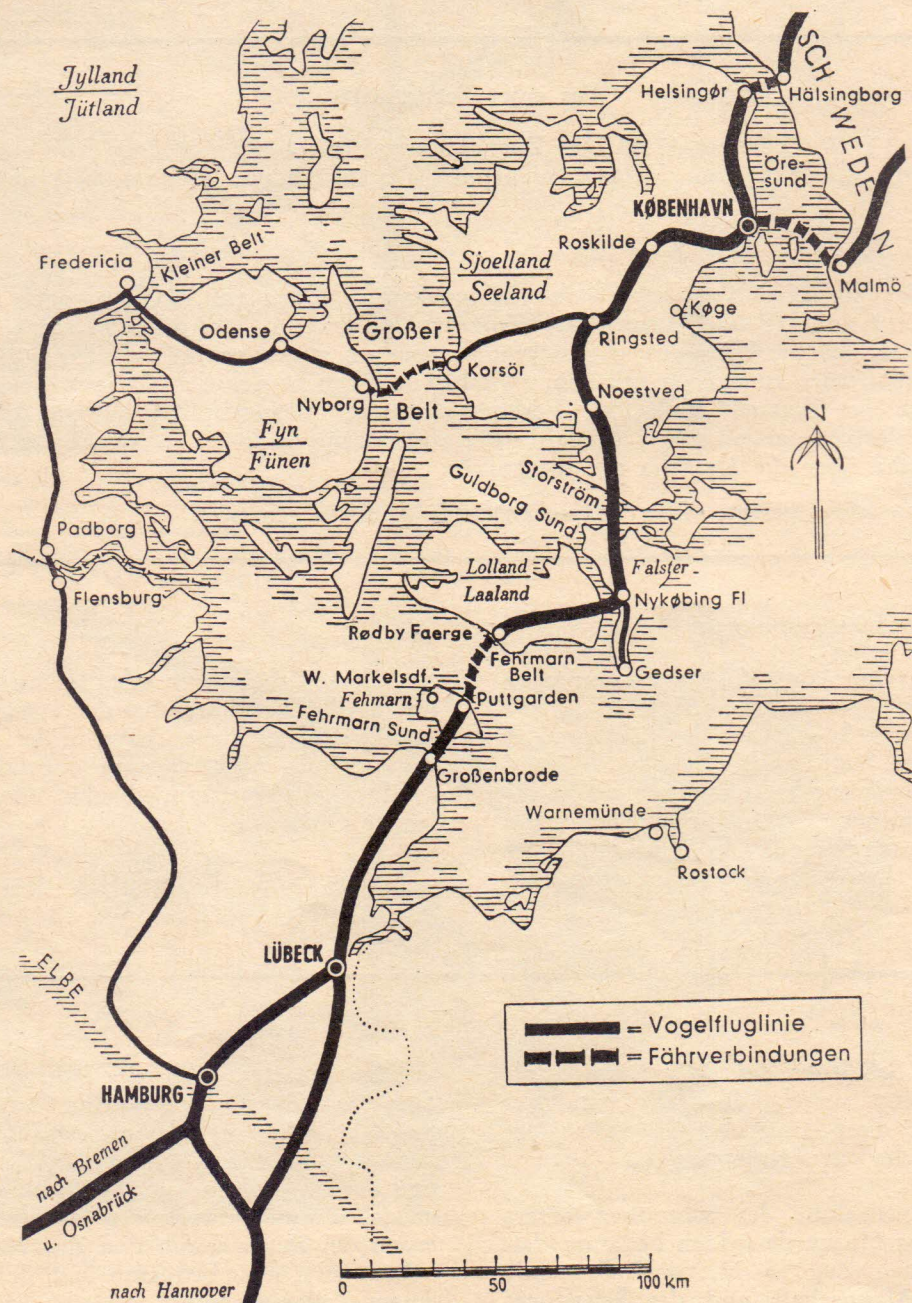 Jylland
Jütland
SCHWEDEN
Helsingør
Hälsingborg
Öre-
sund
KØBENHAVN
Roskilde
Malmö
Fredericia
Kleiner Belt
Sjoelland
Seeland
Køge
Odense
Großer
Belt
Ringsted
Korsör
Nyborg
Noestved
Fyn
Fünen
N
Storström
Guldborg Sund
Padborg
Flensburg
Lolland
Laaland
Falster
Nykøbing Fl
Rødby Faerge
Fehrmarn
Belt
Gedser
W. Markelsdf.
Fehmarn
Puttgarden
Fehrmarn Sund
Großenbrode
Warnemünde
Rostock
LÜBECK
ELBE
= Vogelfluglinie
= Fährverbindungen
HAMBURG
nach Bremen
u. Osnabrück
nach Hannover
0 50 100 km